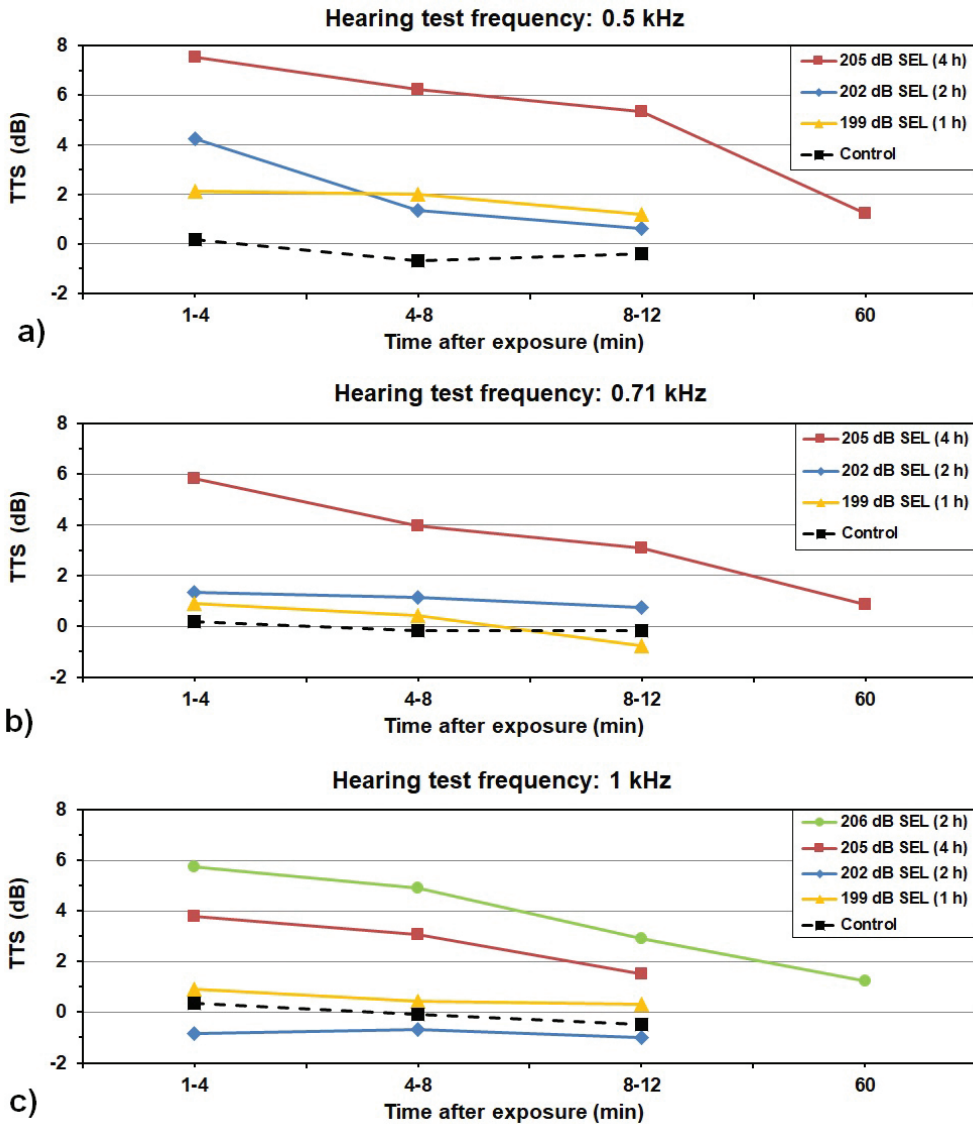 Hearing test frequency: 0.5 kHz
8
6
4
2
0
-2
TTS (dB)
205 dB SEL (4 h)
202 dB SEL (2 h)
199 dB SEL (1 h)
Control
1-4 4-8 8-12 60
Time after exposure (min)
a)
Hearing test frequency: 0.71 kHz
8
6
4
2
0
-2
TTS (dB)
205 dB SEL (4 h)
202 dB SEL (2 h)
199 dB SEL (1 h)
Control
1-4 4-8 8-12 60
Time after exposure (min)
b)
Hearing test frequency: 1 kHz
8
6
4
2
0
-2
TTS (dB)
206 dB SEL (2 h)
205 dB SEL (4 h)
202 dB SEL (2 h)
199 dB SEL (1 h)
Control
1-4 4-8 8-12 60
Time after exposure (min)
c)